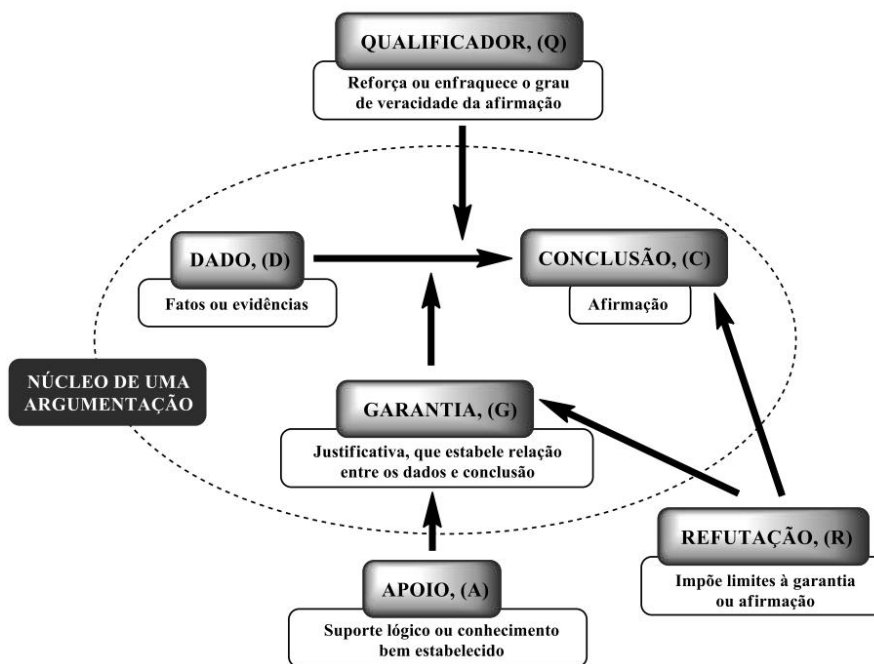 QUALIFICADOR, (Q)
Reforça ou enfraquece o grau
de veracidade da afirmação
DADO, (D)
Fatos ou evidências
CONCLUSÃO, (C)
Afirmação
NÚCLEO DE UMA
ARGUMENTAÇÃO
GARANTIA, (G)
Justificativa, que estabele relação
entre os dados e conclusão
REFUTAÇÃO, (R)
Impõe limites à garantia
ou afirmação
APOIO, (A)
Suporte lógico ou conhecimento
bem estabelecido